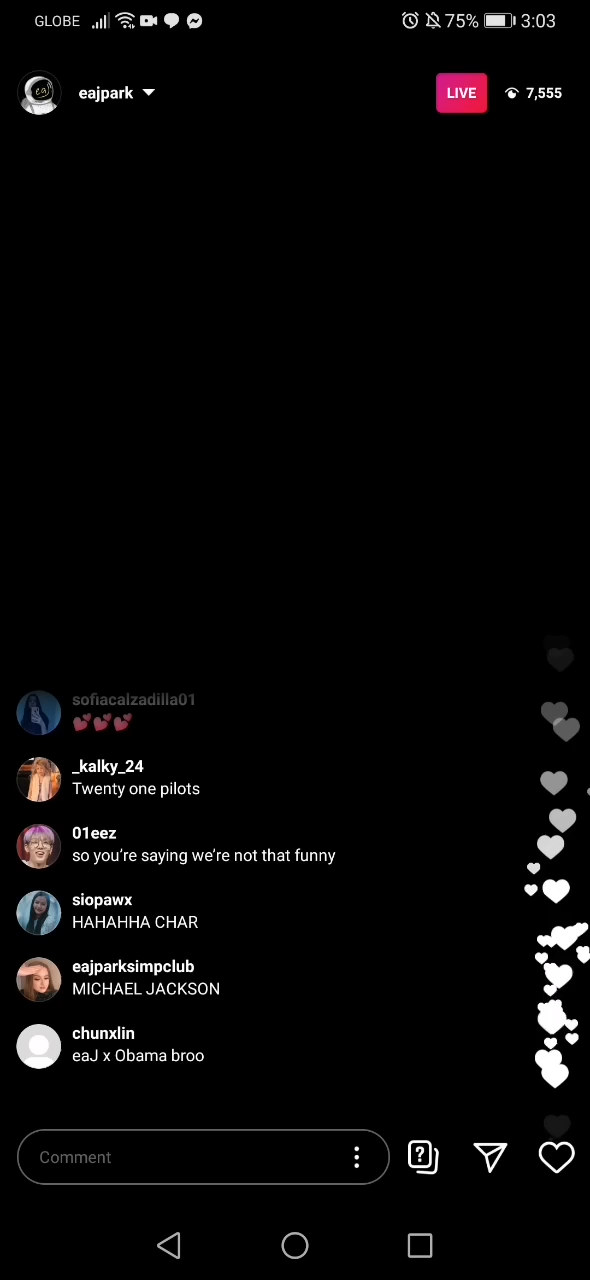 GLOBE 75% 3:03
eaj
eajpark LIVE 7,555
sofiacalzadilla01
💕💕💕
_kalky_24
Twenty one pilots
01eez
so you’re saying we’re not that funny
siopawx
HAHAHHA CHAR
eajparksimpclub
MICHAEL JACKSON
chunxlin
eaJ x Obama broo
Comment